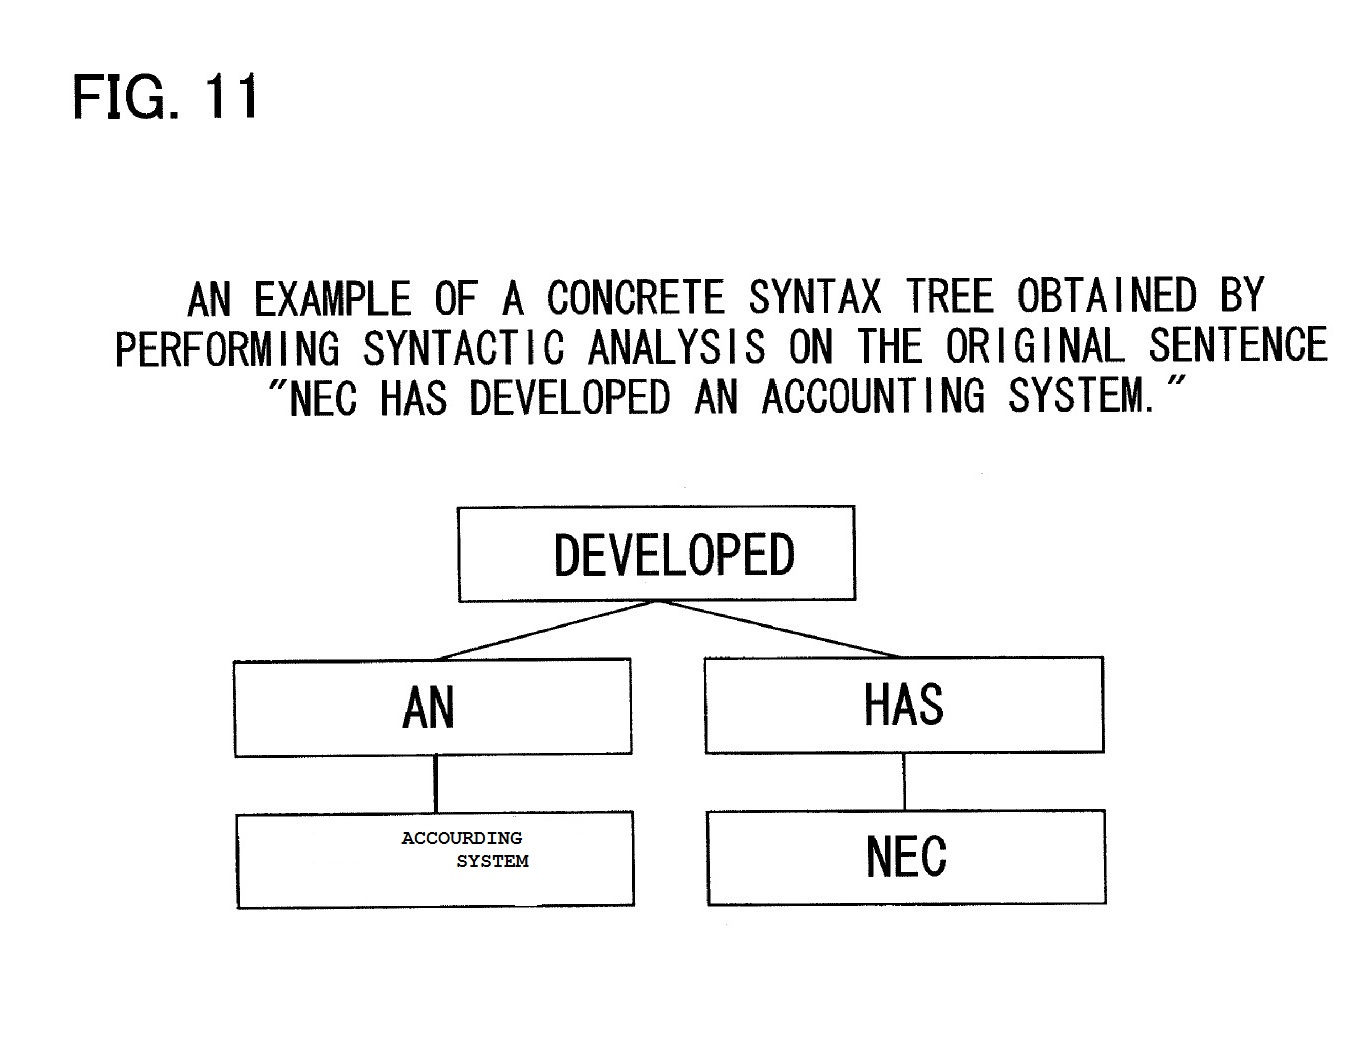 FIG. 11
AN EXAMPLE OF A CONCRETE SYNTAX TREE OBTAINED BY
PERFORMING SYNTACTIC ANALYSIS ON THE ORIGINAL SENTENCE
"NEC HAS DEVELOPED AN ACCOUNTING SYSTEM."
DEVELOPED
AN
HAS
ACCOURDING
SYSTEM
NEC